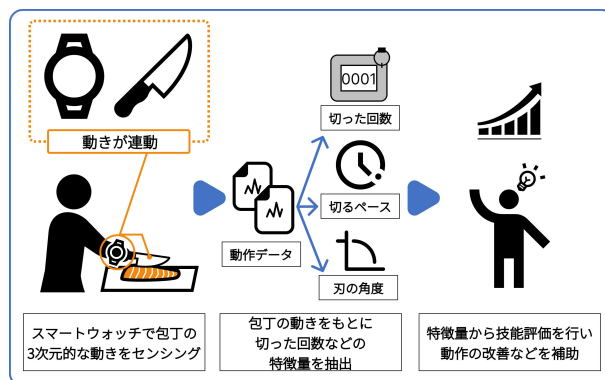 動きが連動
0001
切った回数
切るペース
動作データ
刃の角度
スマートウォッチで包丁の
3次元的な動きをセンシング
包丁の動きをもとに
切った回数などの
特徴量を抽出
特徴量から技能評価を行い
動作の改善などを補助